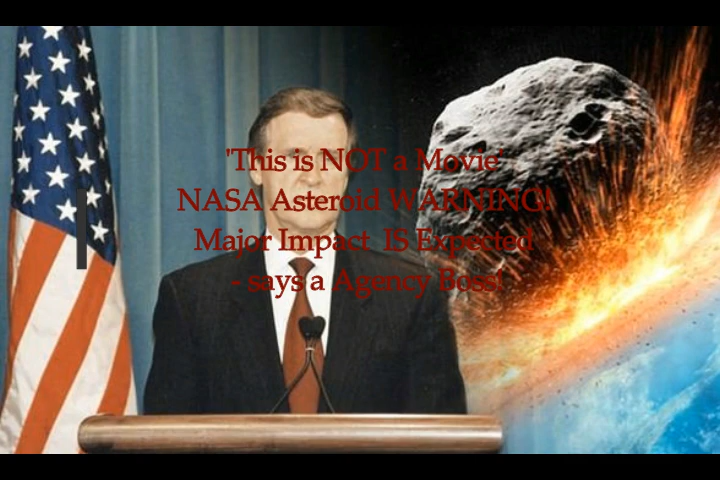 'This is NOT a Movie'
NASA Asteroid WARNING!
Major Impact  IS Expected
- says a Agency Boss!